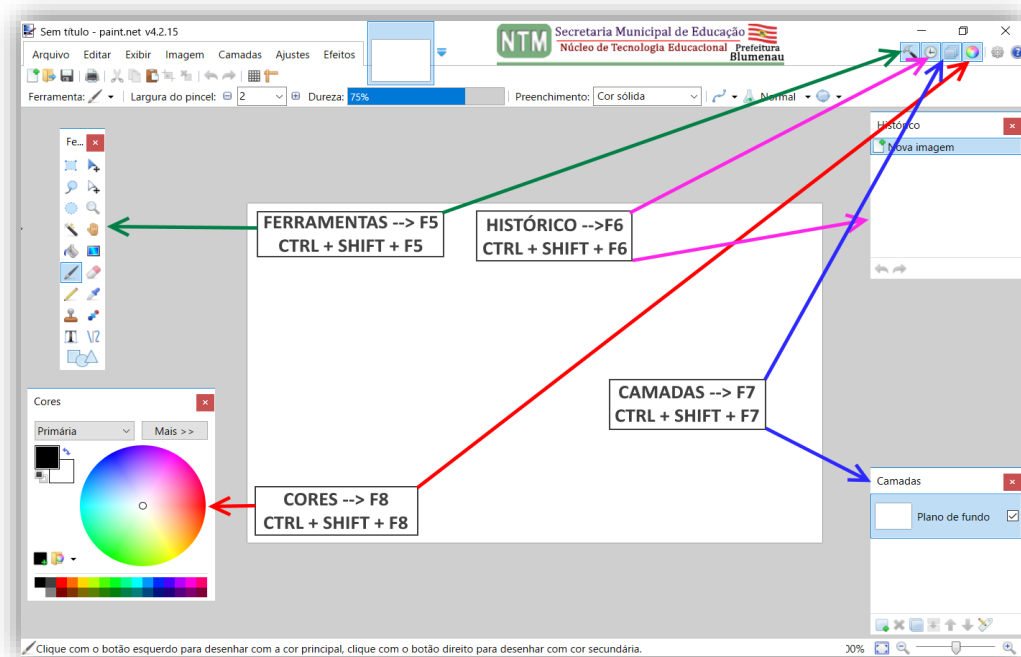 Sem título - paint.net v4.2.15
NTM
Secretaria Municipal de Educação
Núcleo de Tecnologia Educacional
Prefeitura
Blumenau
Arquivo Editar Exibir Imagem Camadas Ajustes Efeitos
Ferramenta: Largura do pincel: 2 Dureza: 75% Preenchimento: Cor sólida Normal
Fe...
Histórico
Nova imagem
FERRAMENTAS --> F5
CTRL + SHIFT + F5
HISTÓRICO -->F6
CTRL + SHIFT + F6
CAMADAS --> F7
CTRL + SHIFT + F7
Cores
Primária Mais >>
CORES --> F8
CTRL + SHIFT + F8
Camadas
Plano de fundo
Clique com o botão esquerdo para desenhar com a cor principal, clique com o botão direito para desenhar com cor secundária.